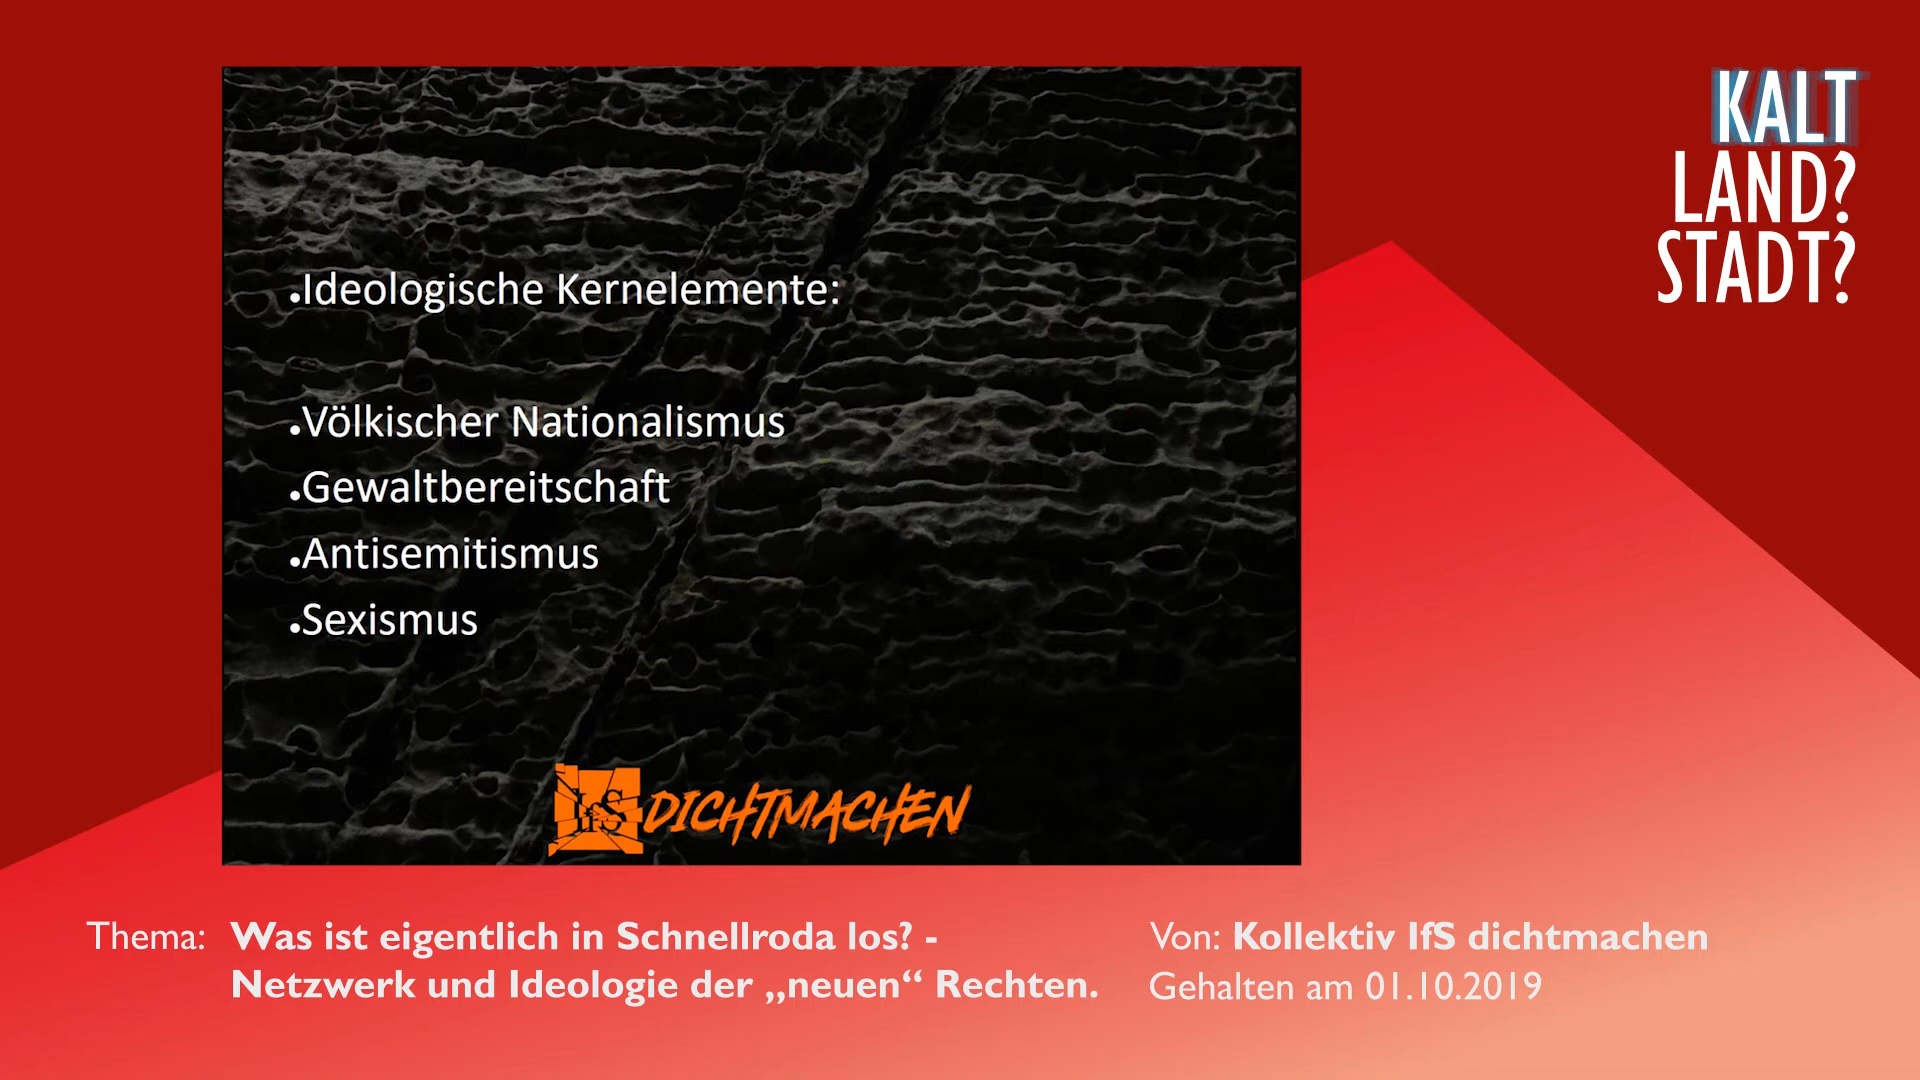 KALT
LAND?
STADT?
•Ideologische Kernelemente:
•Völkischer Nationalismus
•Gewaltbereitschaft
•Antisemitismus
•Sexismus
IfS DICHTMACHEN
Thema: Was ist eigentlich in Schnellroda los? -
Netzwerk und Ideologie der „neuen“ Rechten.
Von: Kollektiv IfS dichtmachen
Gehalten am 01.10.2019